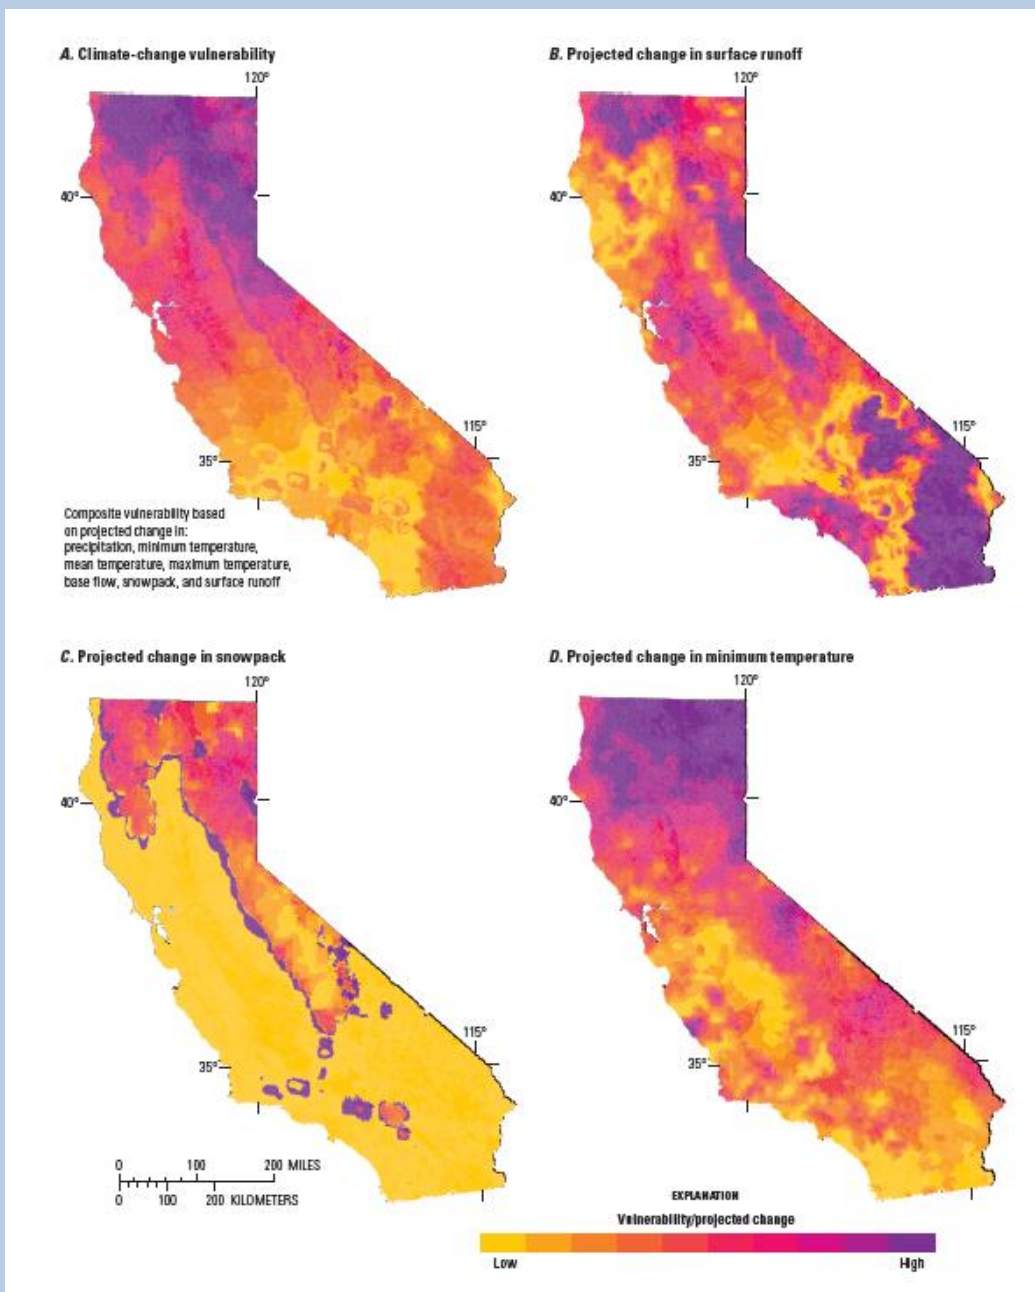 A. Climate-change vulnerability
120°
40°
35°
115°
Composite vulnerability based
on projected change in:
precipitation, minimum temperature,
mean temperature, maximum temperature,
base flow, snowpack, and surface runoff
B. Projected change in surface runoff
120°
40°
35°
115°
C. Projected change in snowpack
120°
40°
35°
115°
0 100 200 MILES
0 100 200 KILOMETERS
D. Projected change in minimum temperature
120°
40°
35°
115°
EXPLANATION
Vulnerability/projected change
Low High